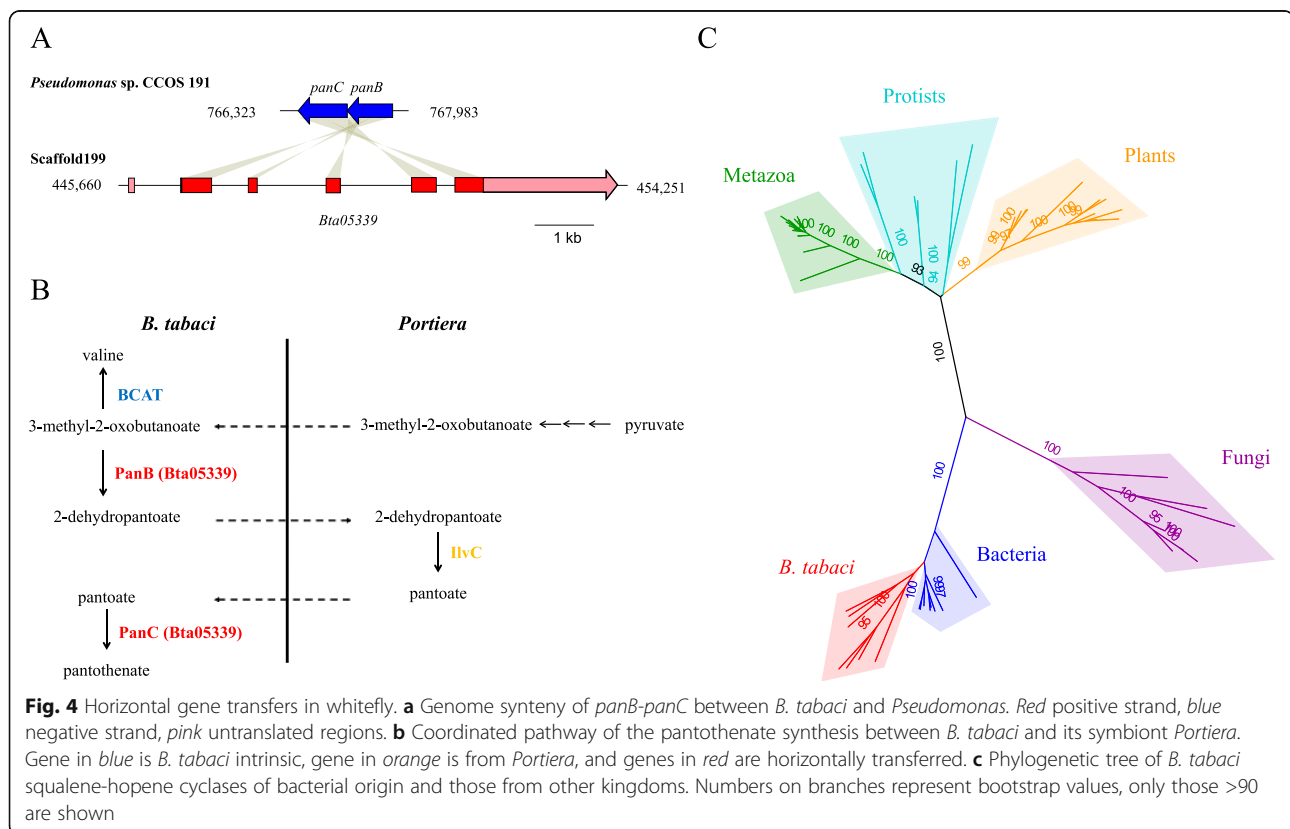 A
Pseudomonas sp. CCOS 191
panC panB
766,323 767,983
Scaffold199
445,660 454,251
Bta05339
1 kb
B
B. tabaci Portiera
valine
BCAT
3-methyl-2-oxobutanoate 3-methyl-2-oxobutanoate pyruvate
PanB (Bta05339)
2-dehydropantoate 2-dehydropantoate
IlvC
pantoate
pantoate
PanC (Bta05339)
pantothenate
C
Protists
Plants
Metazoa
100
100
100
100
100
93
94
100
99
99
97
100
100
100
99
100
Fungi
100
100
95
100
100
B. tabaci
Bacteria
100
95
100
Fig. 4 Horizontal gene transfers in whitefly. a Genome synteny of panB-panC between B. tabaci and Pseudomonas. Red positive strand, blue
negative strand, pink untranslated regions. b Coordinated pathway of the pantothenate synthesis between B. tabaci and its symbiont Portiera.
Gene in blue is B. tabaci intrinsic, gene in orange is from Portiera, and genes in red are horizontally transferred. c Phylogenetic tree of B. tabaci
squalene-hopene cyclases of bacterial origin and those from other kingdoms. Numbers on branches represent bootstrap values, only those >90
are shown